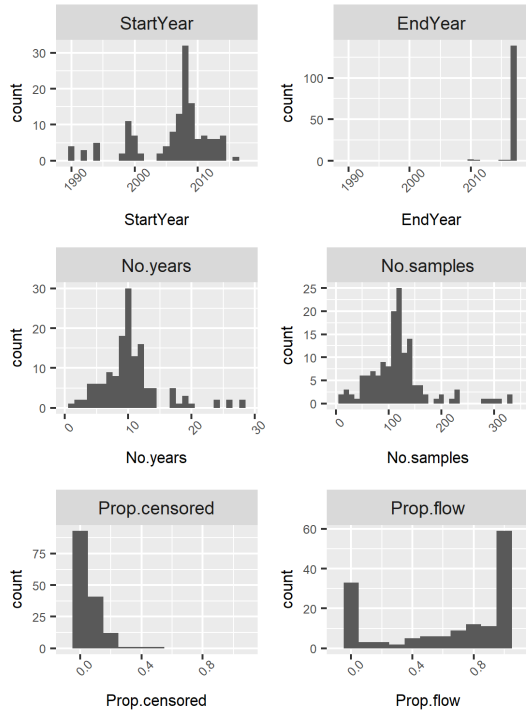 StartYear EndYear
count
0
10
20
30
1990 2000 2010
StartYear
count
0
50
100
1990 2000 2010
EndYear
No.years No.samples
count
0
10
20
30
0 10 20 30
No.years
count
0
5
10
15
20
25
0 100 200 300
No.samples
Prop.censored Prop.flow
count
0
25
50
75
0.0 0.4 0.8
Prop.censored
count
0
20
40
60
0.0 0.4 0.8
Prop.flow